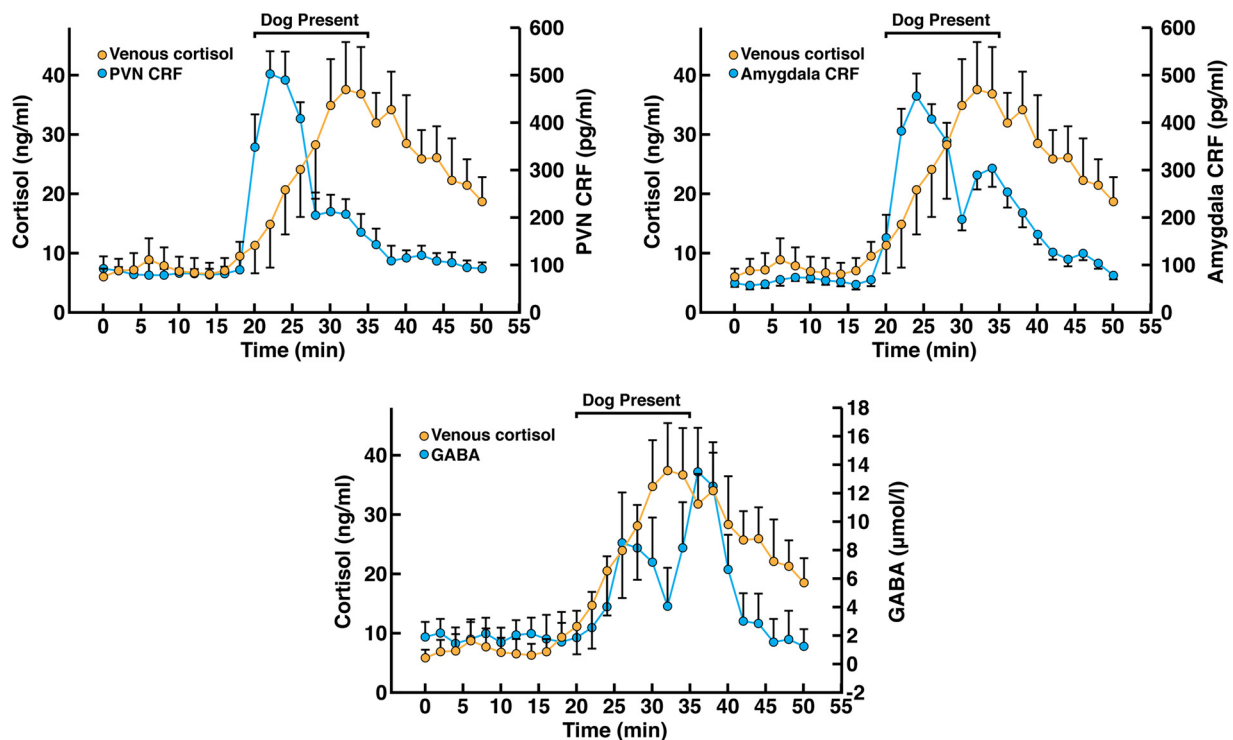 Dog Present
Venous cortisol
PVN CRF
Cortisol (ng/ml)
40
30
20
10
0
0 5 10 15 20 25 30 35 40 45 50 55
Time (min)
600
500
400
300
200
100
0
PVN CRF (pg/ml)
Dog Present
Venous cortisol
Amygdala CRF
Cortisol (ng/ml)
40
30
20
10
0
0 5 10 15 20 25 30 35 40 45 50 55
Time (min)
600
500
400
300
200
100
0
Amygdala CRF (pg/ml)
Dog Present
Venous cortisol
GABA
Cortisol (ng/ml)
40
30
20
10
0
0 5 10 15 20 25 30 35 40 45 50 55
Time (min)
18
16
14
12
10
8
6
4
2
0
-2
GABA (µmol/l)